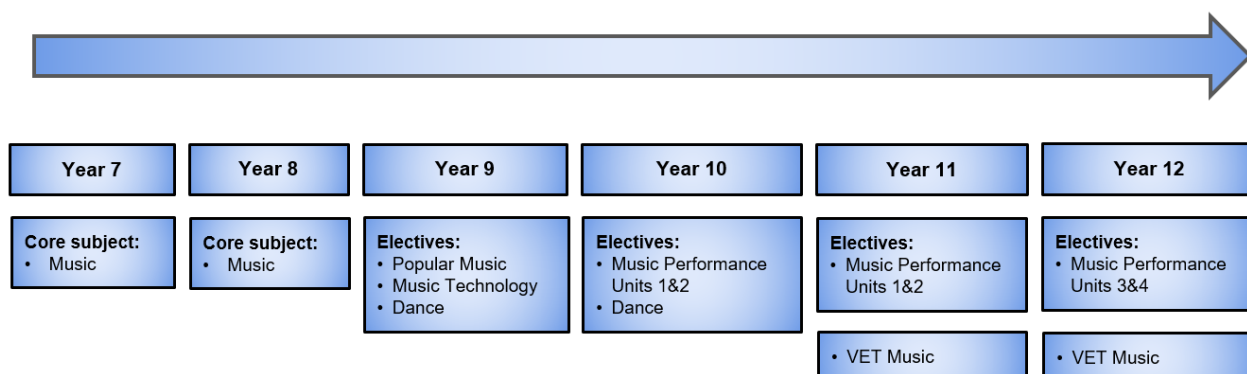 Year 7
Year 8
Year 9
Year 10
Year 11
Year 12
Core subject:
• Music
Core subject:
• Music
Electives:
• Popular Music
• Music Technology
• Dance
Electives:
• Music Performance
Units 1&2
• Dance
Electives:
• Music Performance
Units 1&2
Electives:
• Music Performance
Units 3&4
• VET Music
• VET Music